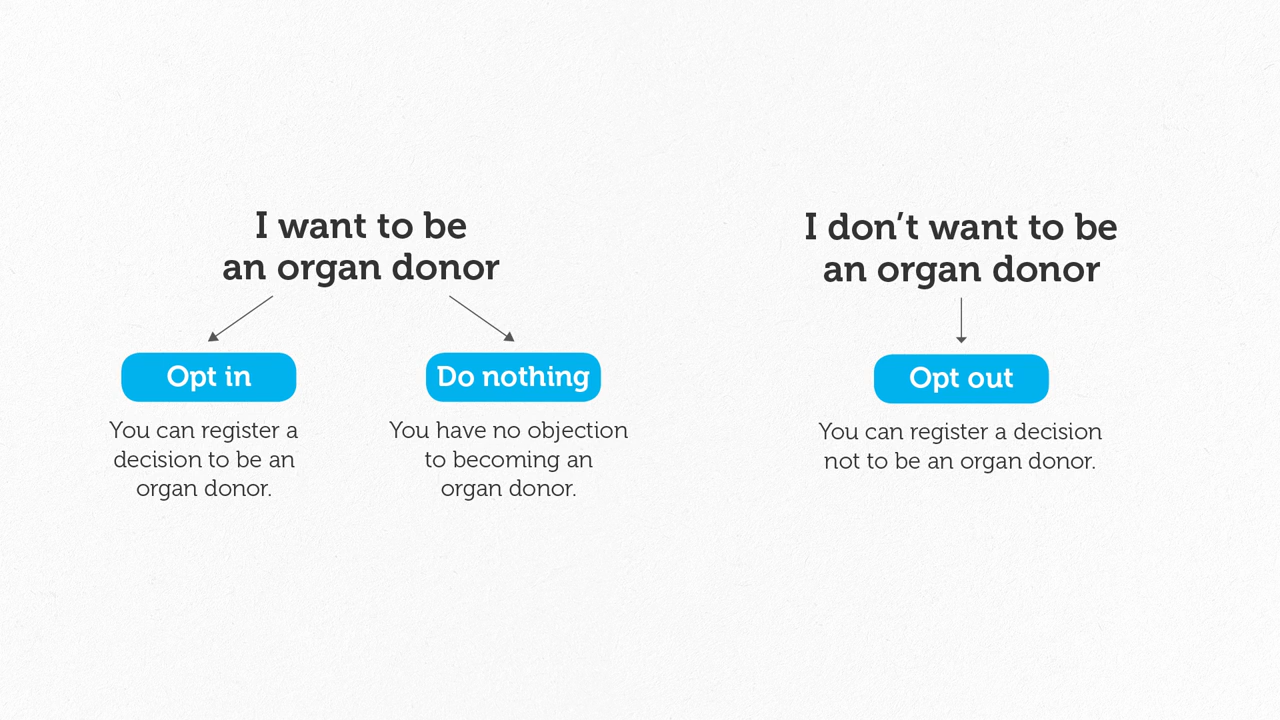 I want to be
an organ donor
Opt in
You can register a
decision to be an
organ donor.
Do nothing
You have no objection
to becoming an
organ donor.
I don’t want to be
an organ donor
Opt out
You can register a decision
not to be an organ donor.